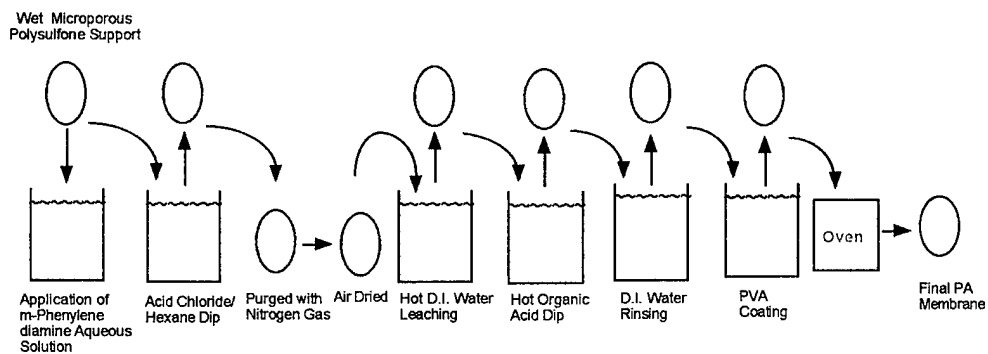 Wet Microporous
Polysulfone Support
Oven
Application of
m-Phenylene
diamine Aqueous
Solution
Acid Chloride/
Hexane Dip
Purged with
Nitrogen Gas
Air Dried
Hot D.I. Water
Leaching
Hot Organic
Acid Dip
D.I. Water
Rinsing
PVA
Coating
Final PA
Membrane